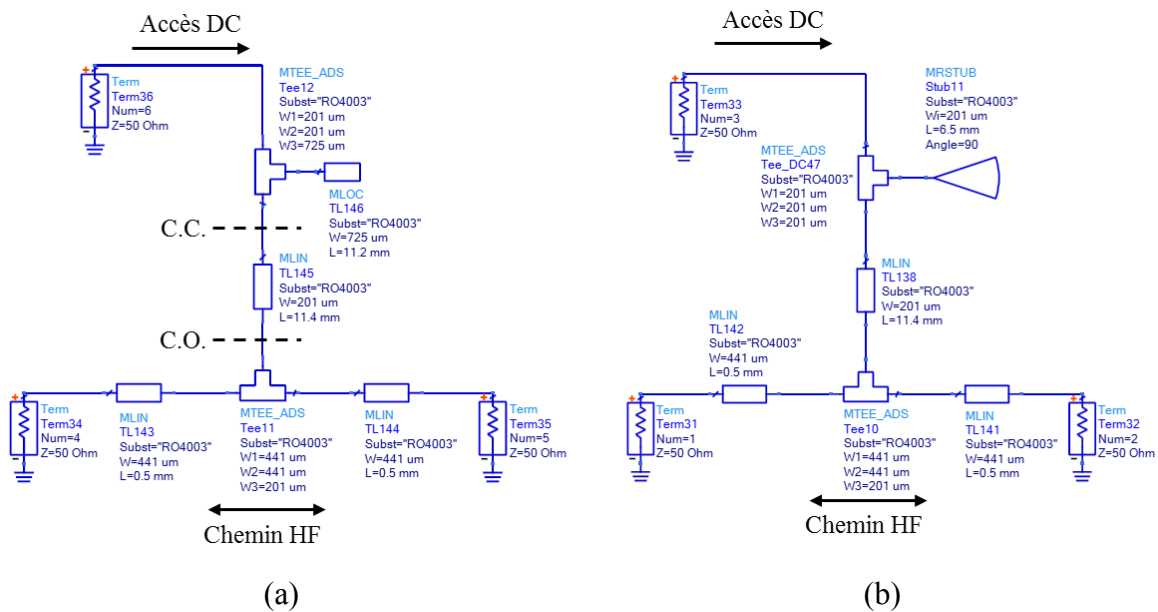 Accès DC
Term
Term36
Num=6
Z=50 Ohm
MTEE_ADS
Tee12
Subst="RO4003"
W1=201 um
W2=201 um
W3=725 um
MLOC
TL146
Subst="RO4003"
W=725 um
L=11.2 mm
C.C.
MLIN
TL145
Subst="RO4003"
W=201 um
L=11.4 mm
C.O.
Term
Term34
Num=4
Z=50 Ohm
MLIN
TL143
Subst="RO4003"
W=441 um
L=0.5 mm
MTEE_ADS
Tee11
Subst="RO4003"
W1=441 um
W2=441 um
W3=201 um
MLIN
TL144
Subst="RO4003"
W=441 um
L=0.5 mm
Term
Term35
Num=5
Z=50 Ohm
Chemin HF
(a)
Accès DC
Term
Term33
Num=3
Z=50 Ohm
MRSTUB
Stub11
Subst="RO4003"
Wi=201 um
L=6.5 mm
Angle=90
MTEE_ADS
Tee_DC47
Subst="RO4003"
W1=201 um
W2=201 um
W3=201 um
MLIN
TL138
Subst="RO4003"
W=201 um
L=11.4 mm
MLIN
TL142
Subst="RO4003"
W=441 um
L=0.5 mm
Term
Term31
Num=1
Z=50 Ohm
MTEE_ADS
Tee10
Subst="RO4003"
W1=441 um
W2=441 um
W3=201 um
MLIN
TL141
Subst="RO4003"
W=441 um
L=0.5 mm
Term
Term32
Num=2
Z=50 Ohm
Chemin HF
(b)